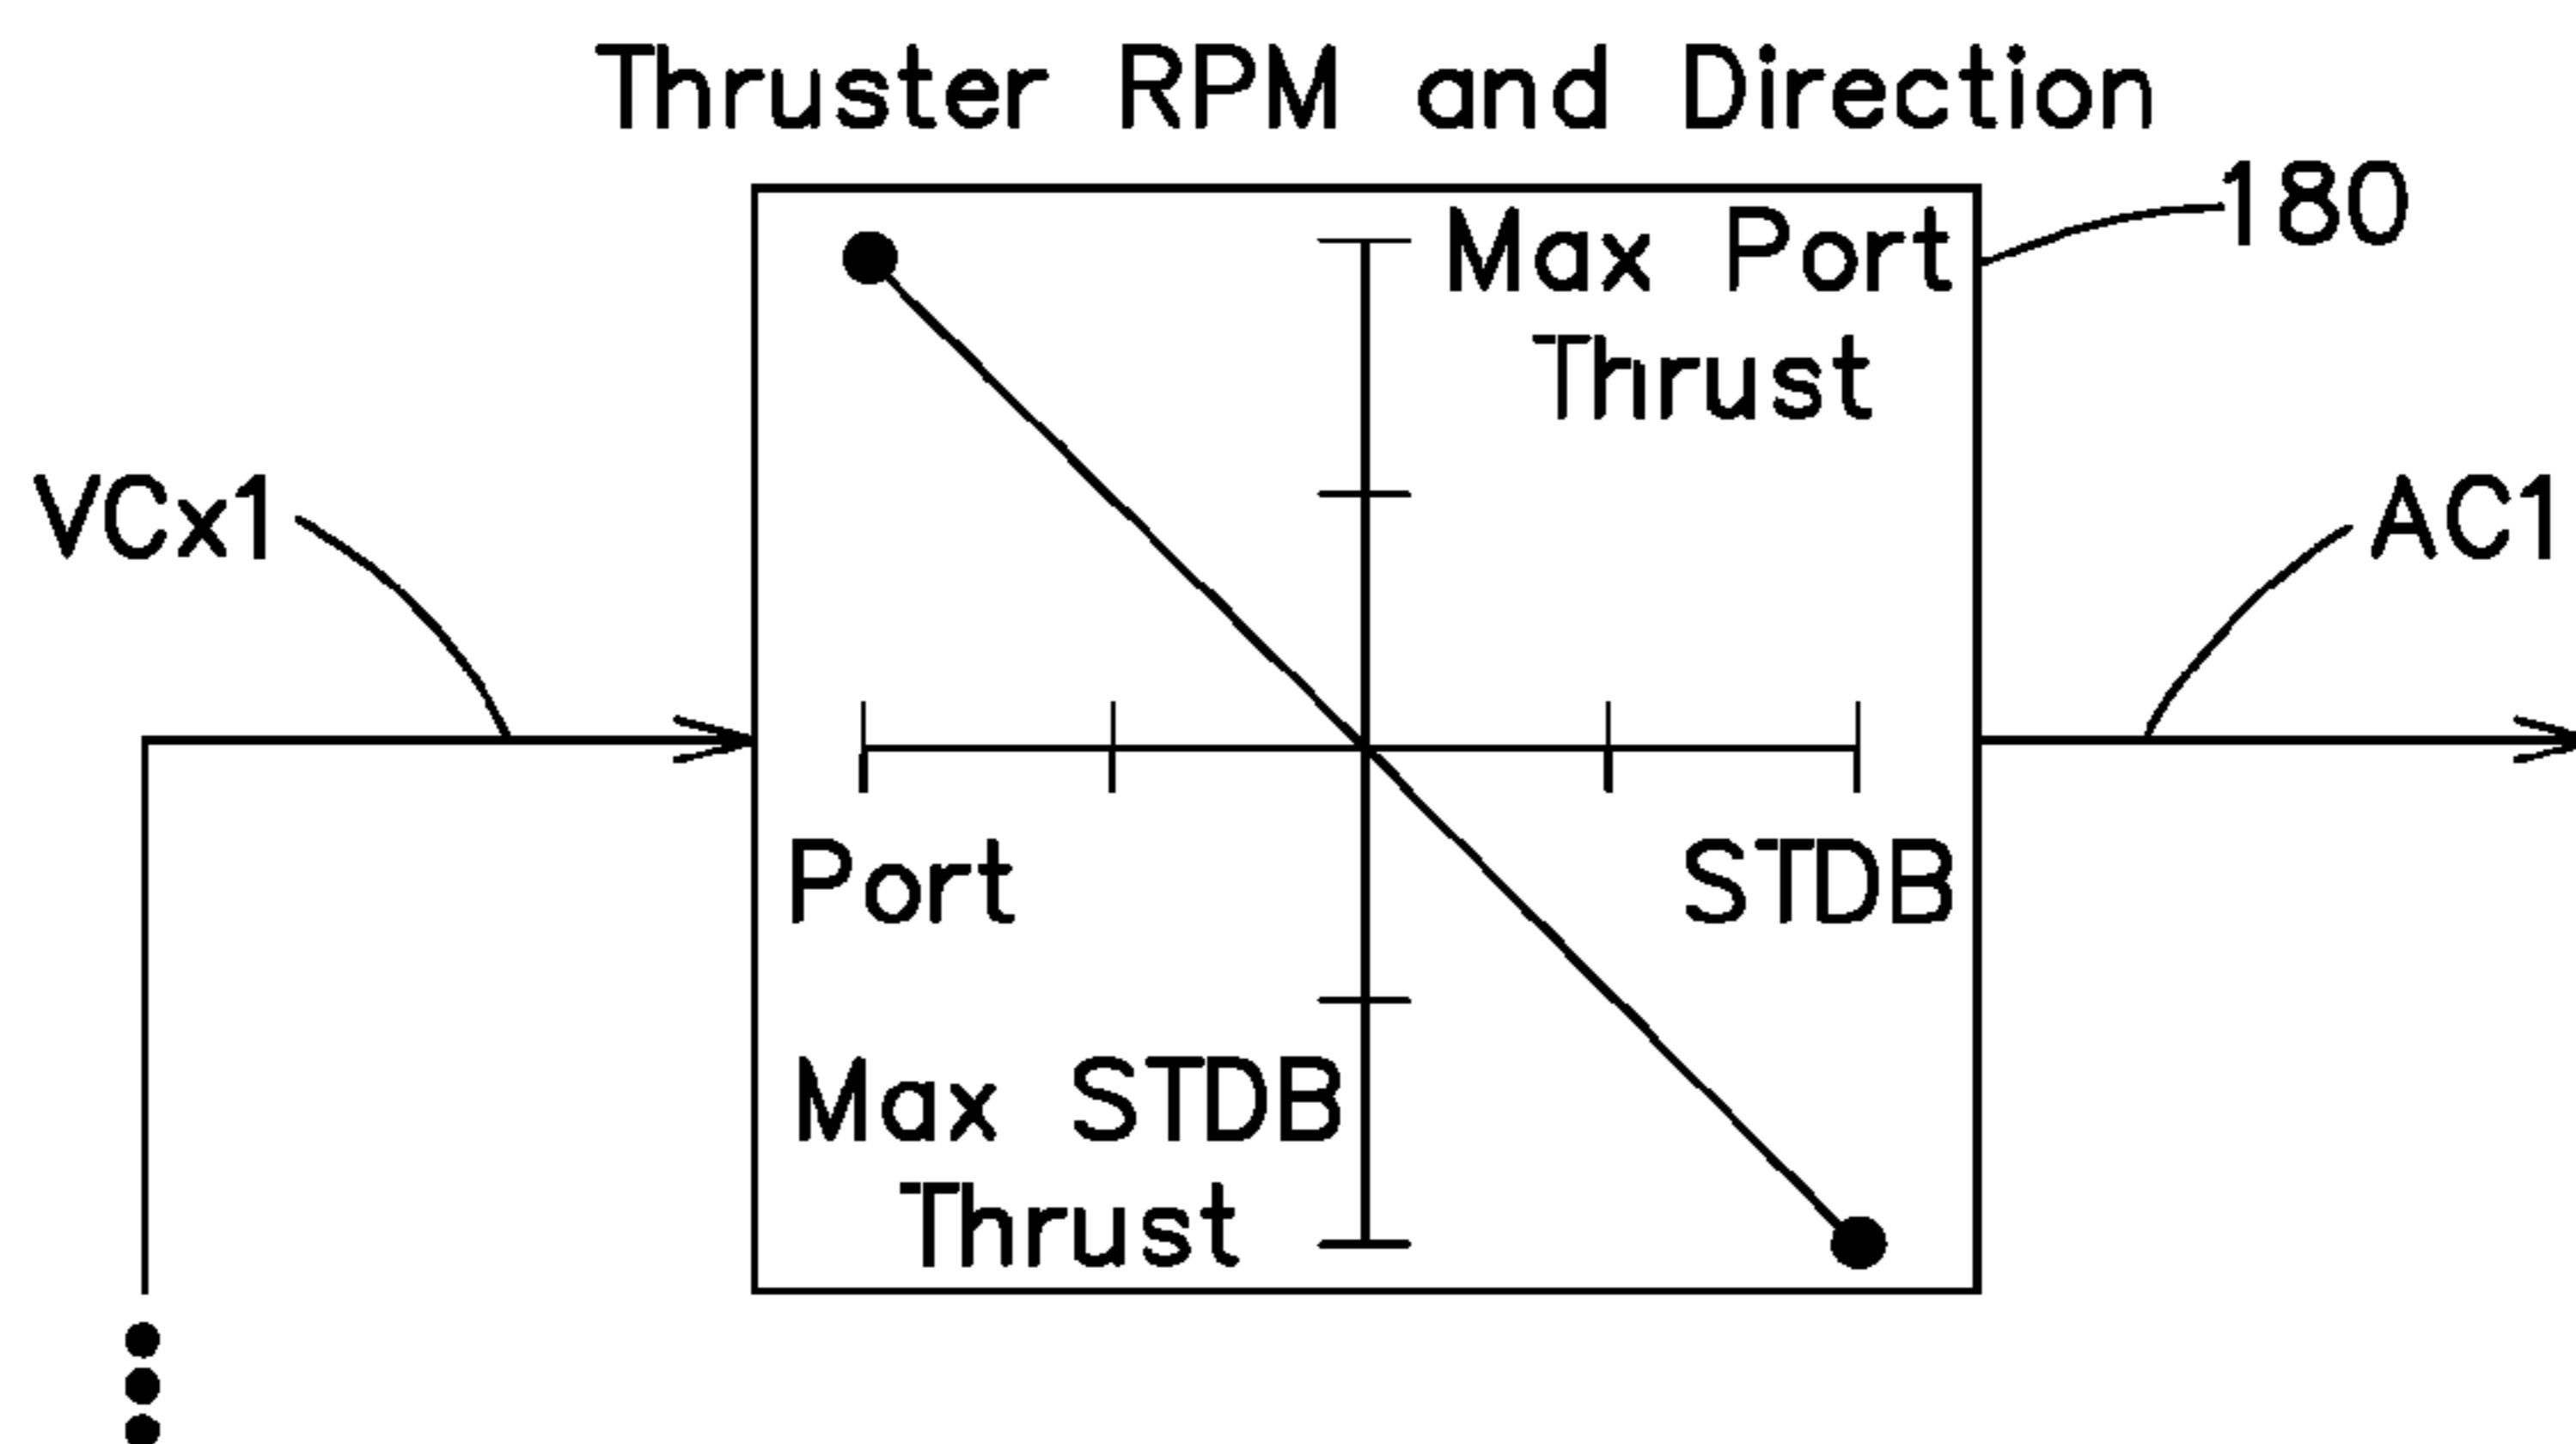 Thruster RPM and Direction
180
Max Port
Thrust
VCx1
AC1
Port
STDB
Max STDB
Thrust